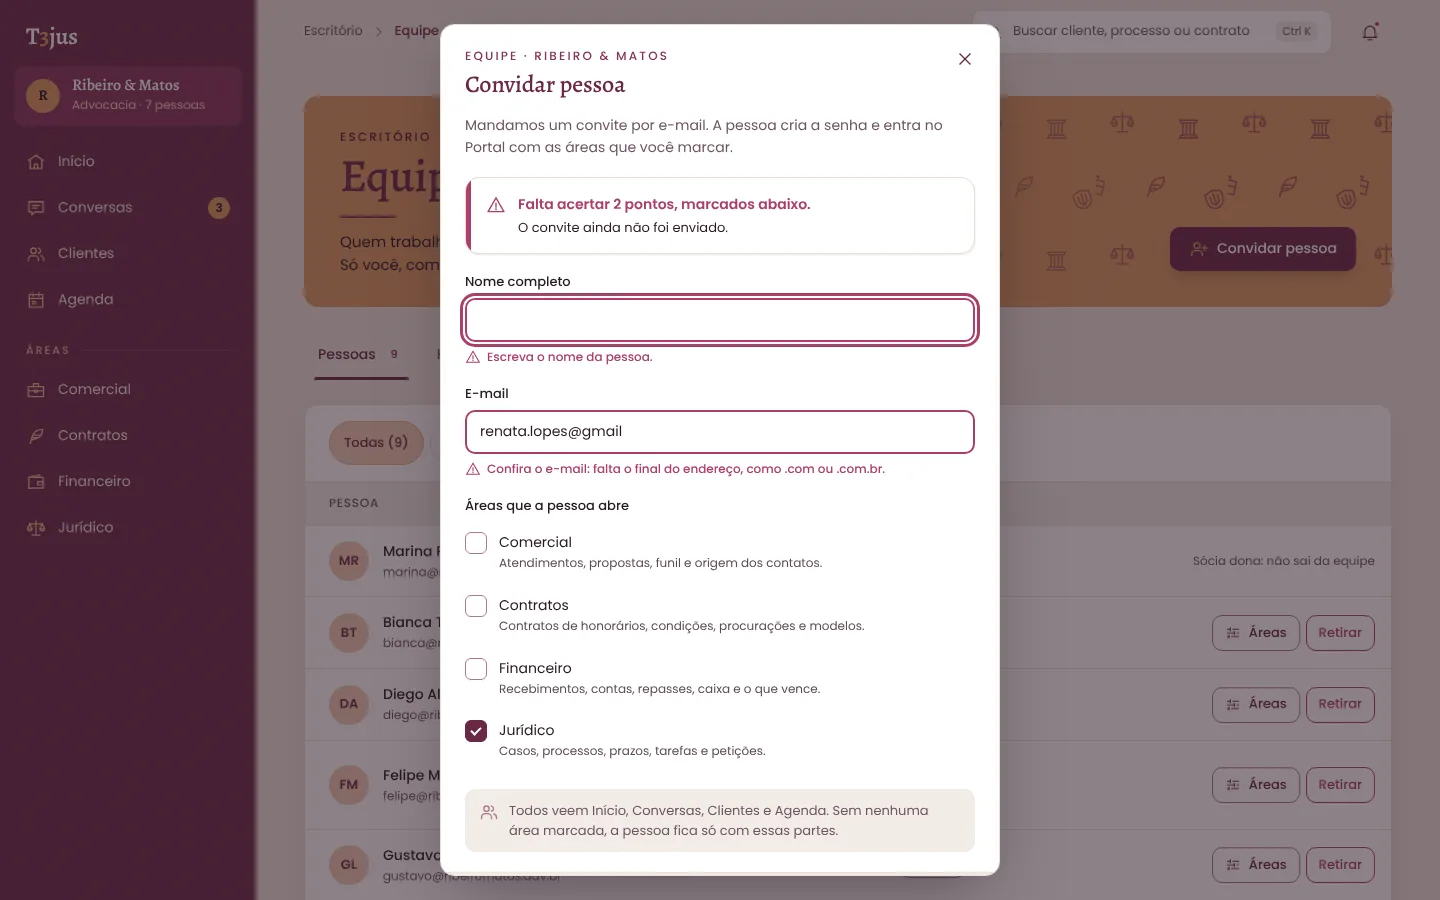 T3jus
R
Ribeiro & Matos
Advocacia · 7 pessoas
Início
Conversas
3
Clientes
Agenda
ÁREAS
Comercial
Contratos
Financeiro
Jurídico
Escritório
Equipe
Buscar cliente, processo ou contrato
Ctrl K
ESCRITÓRIO
Quem
Só você, com
Convidar pessoa
Pessoas 9
Todas (9)
PESSOA
MR
Marina
Sócia dona: não sai da equipe
BT
Bianca
Áreas
Retirar
DA
Diego
Áreas
Retirar
FM
Felipe
Áreas
Retirar
GL
Gustavo
Áreas
Retirar
EQUIPE · RIBEIRO & MATOS
Convidar pessoa
Mandamos um convite por e-mail. A pessoa cria a senha e entra no
Portal com as áreas que você marcar.
Falta acertar 2 pontos, marcados abaixo.
O convite ainda não foi enviado.
Nome completo
Escreva o nome da pessoa.
E-mail
renata.lopes@gmail
Confira o e-mail: falta o final do endereço, como .com ou .com.br.
Áreas que a pessoa abre
Comercial
Atendimentos, propostas, funil e origem dos contatos.
Contratos
Contratos de honorários, condições, procurações e modelos.
Financeiro
Recebimentos, contas, repasses, caixa e o que vence.
Jurídico
Casos, processos, prazos, tarefas e petições.
Todos veem Início, Conversas, Clientes e Agenda. Sem nenhuma
área marcada, a pessoa fica só com essas partes.